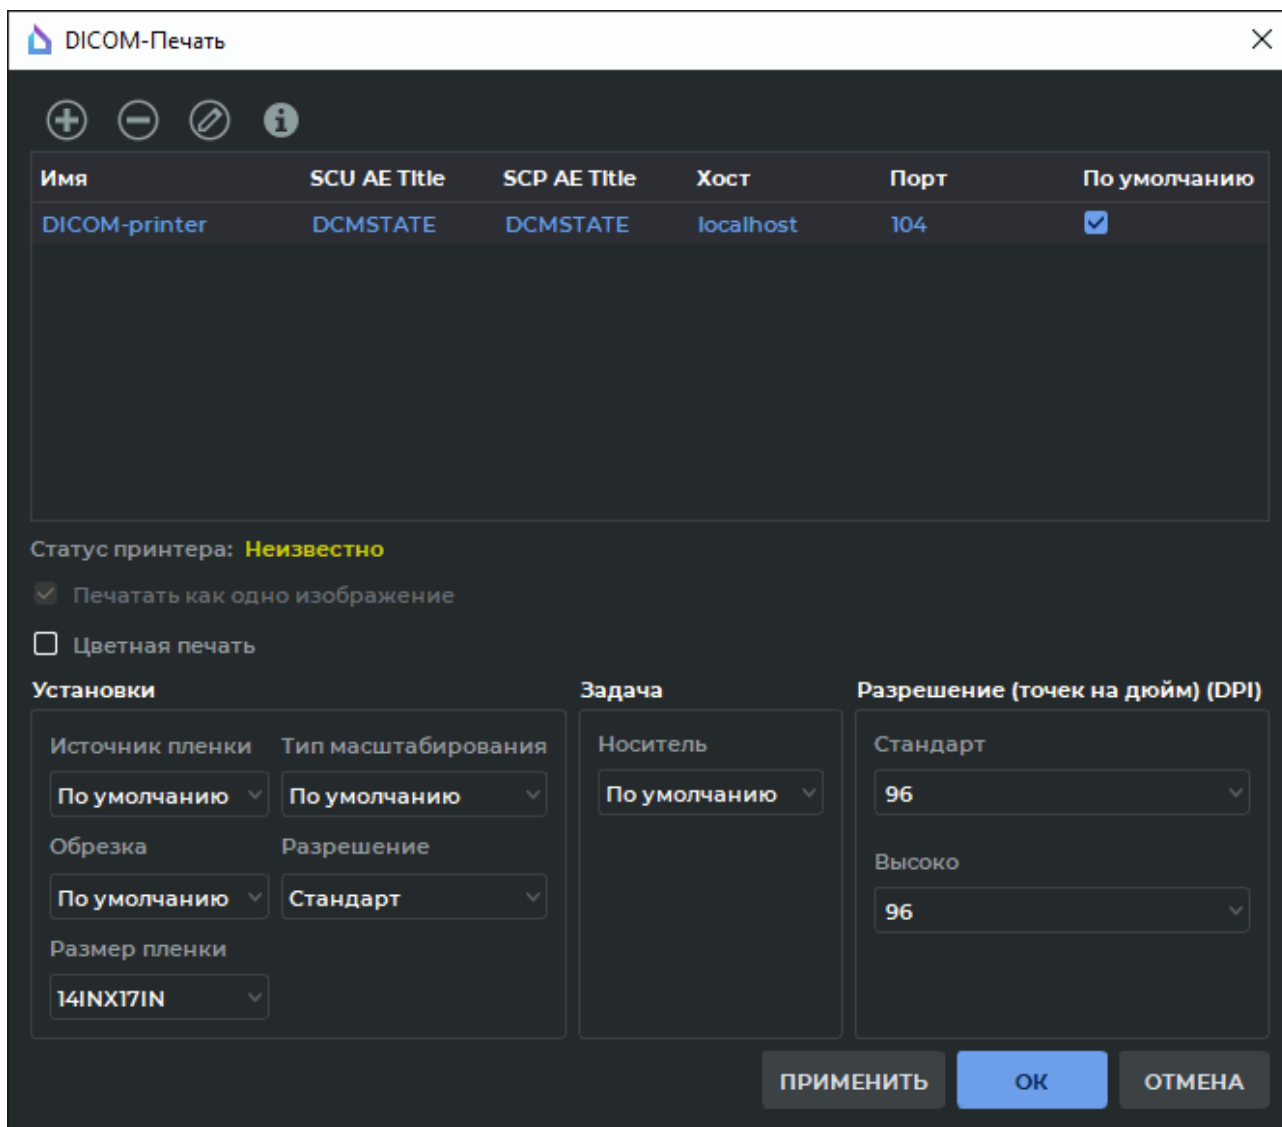 DICOM-Печать
Имя SCU AE TItle SCP AE TItle Хост Порт По умолчанию
DICOM-printer DCMSTATE DCMSTATE localhost 104
Статус принтера: Неизвестно
Печатать как одно изображение
Цветная печать
Установки Задача Разрешение (точек на дюйм) (DPI)
Источник пленки Тип масштабирования Носитель Стандарт
По умолчанию По умолчанию По умолчанию 96
Обрезка Разрешение Высоко
По умолчанию Стандарт 96
Размер пленки
14INX17IN
ПРИМЕНИТЬ ОК ОТМЕНА